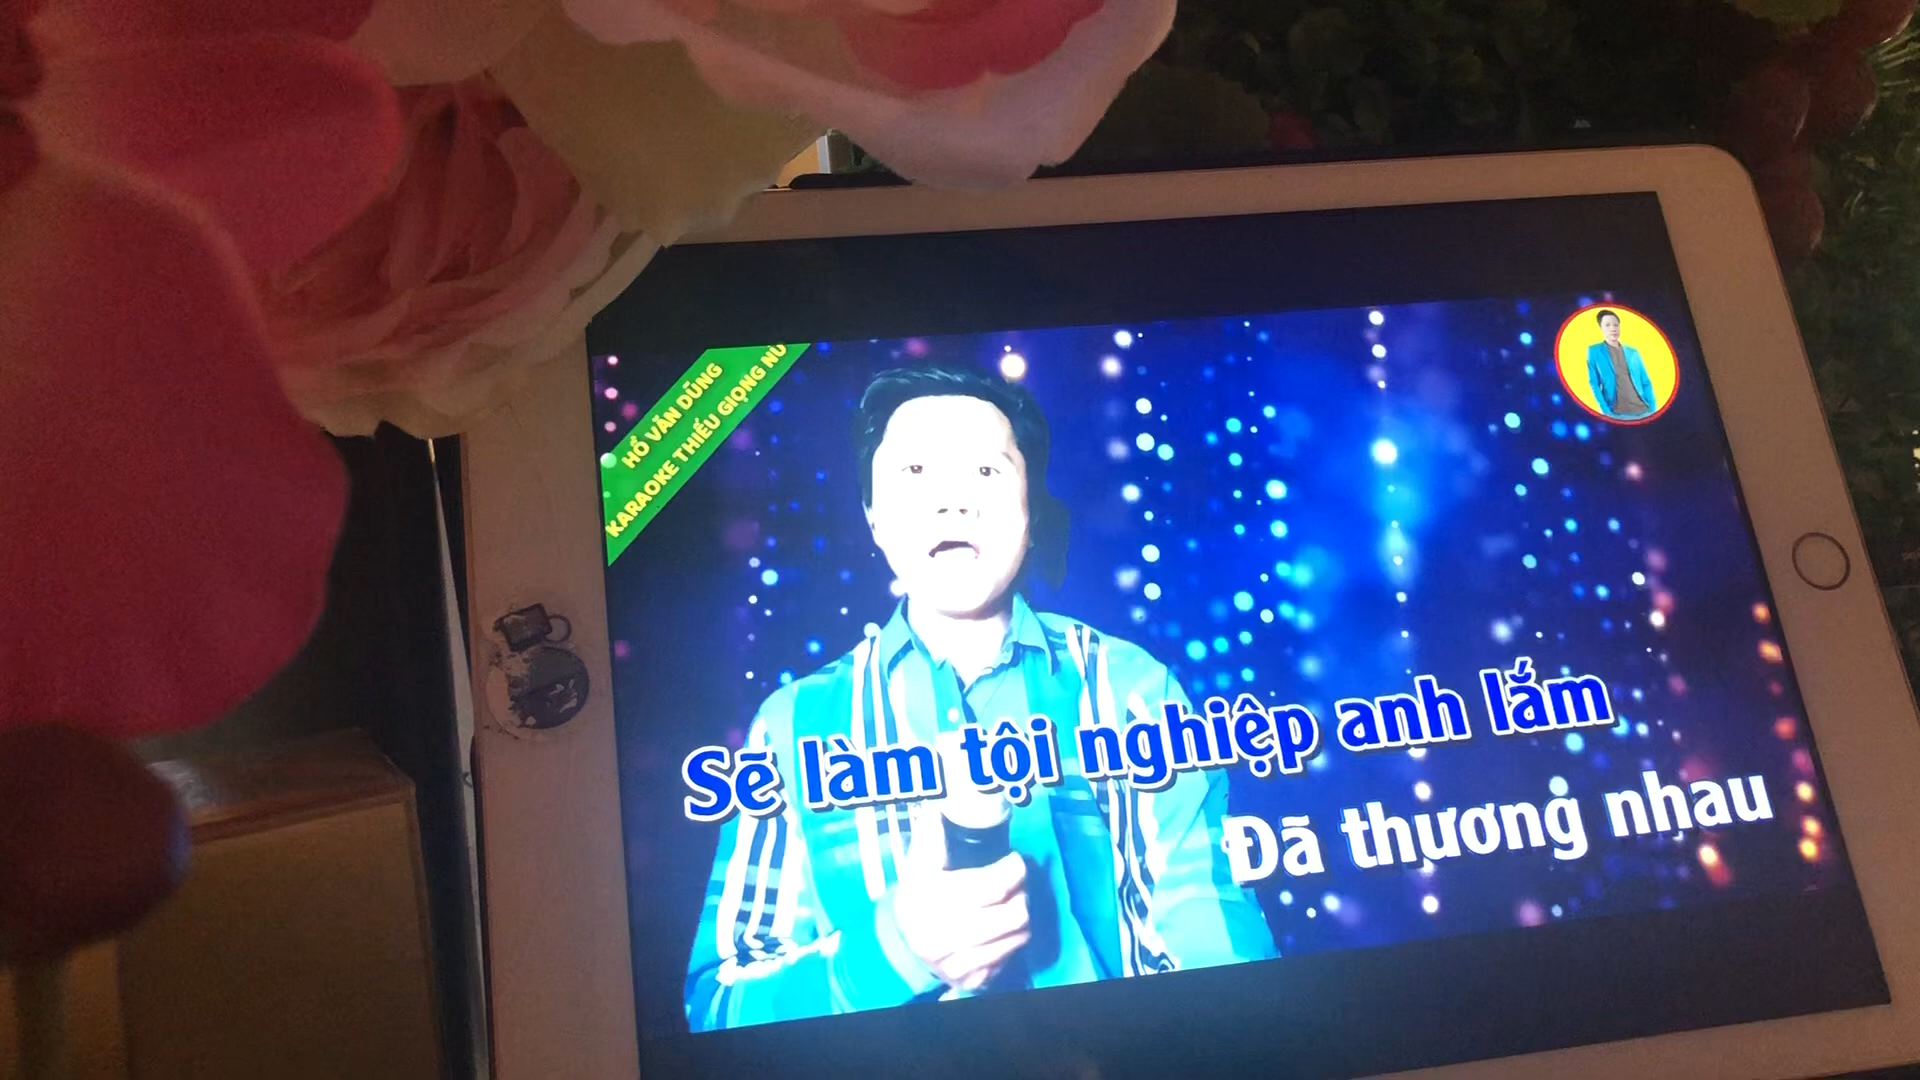 HỒ VĂN DŨNG
KARAOKE THIẾU GIỌNG NỮ
Sẽ làm tội nghiệp anh lắm
Đã thương nhau